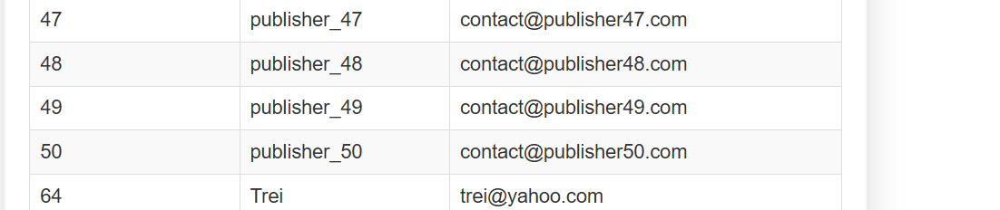 47 publisher_47 contact@publisher47.com
48 publisher_48 contact@publisher48.com
49 publisher_49 contact@publisher49.com
50 publisher_50 contact@publisher50.com
64 Trei trei@yahoo.com